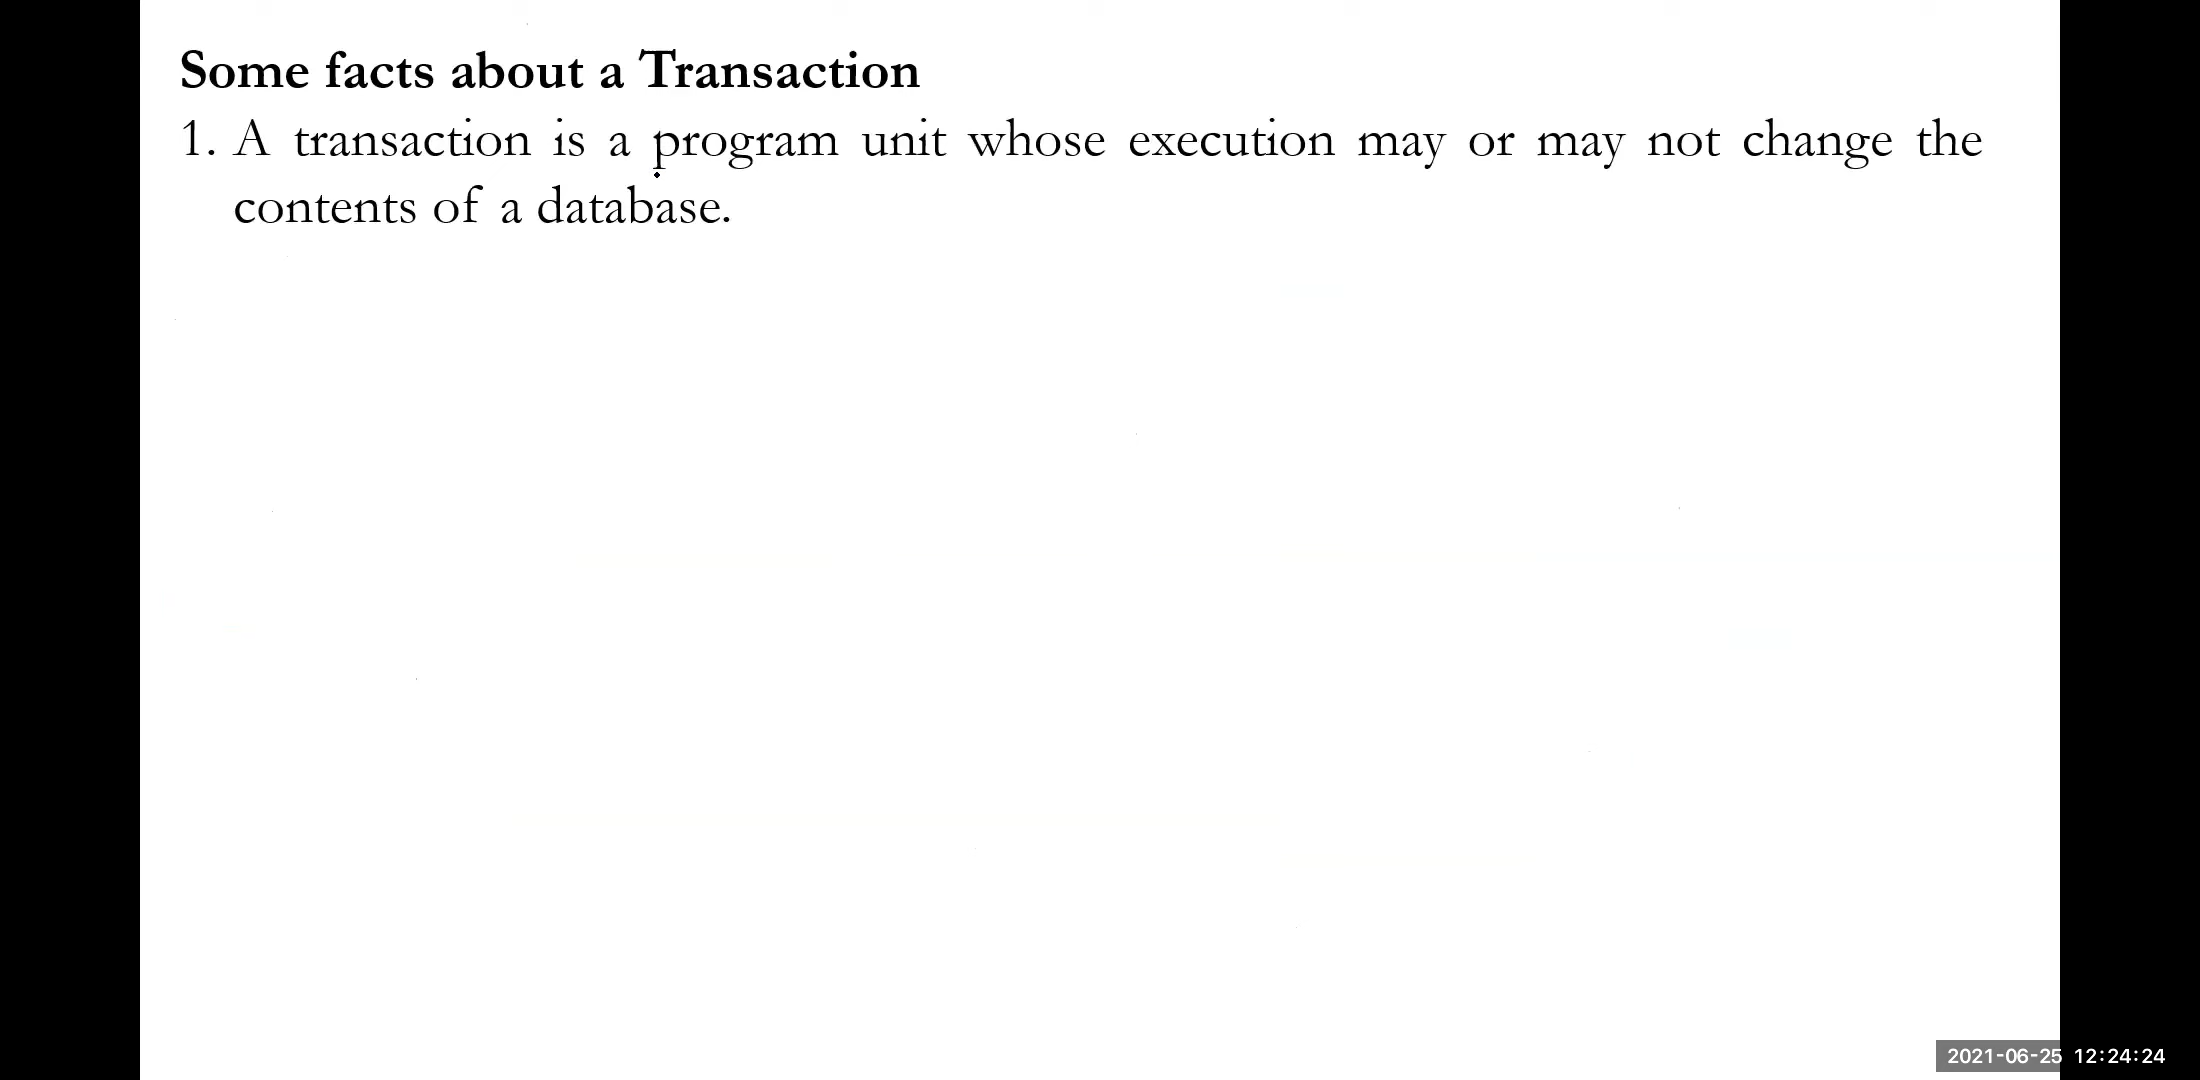 Some facts about a Transaction
1. A transaction is a program unit whose execution may or may not change the
contents of a database.
2021-06-25 12:24:24